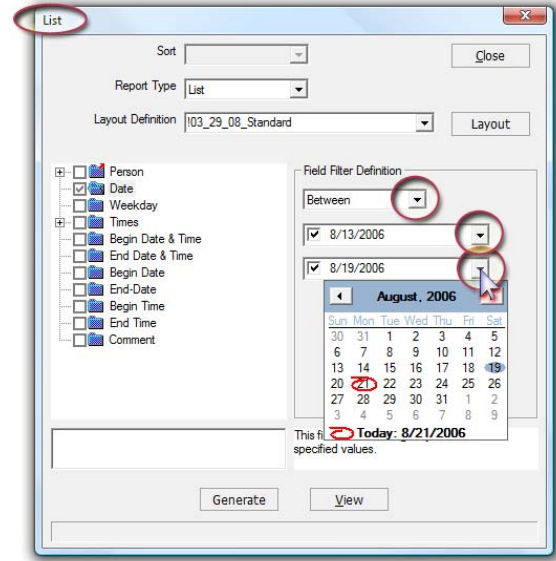 List
Sort
Close
Report Type List
Layout Definition !03_29_08_Standard Layout
Person
Date
Weekday
Times
Begin Date & Time
End Date & Time
Begin Date
End-Date
Begin Time
End Time
Comment
Field Filter Definition
Between
8/13/2006
8/19/2006
August, 2006
Sun Mon Tue Wed Thu Fri Sat
30 31 1 2 3 4 5
6 7 8 9 10 11 12
13 14 15 16 17 18 19
20 21 22 23 24 25 26
27 28 29 30 31 1 2
3 4 5 6 7 8 9
Today: 8/21/2006
This
specified values.
Generate View